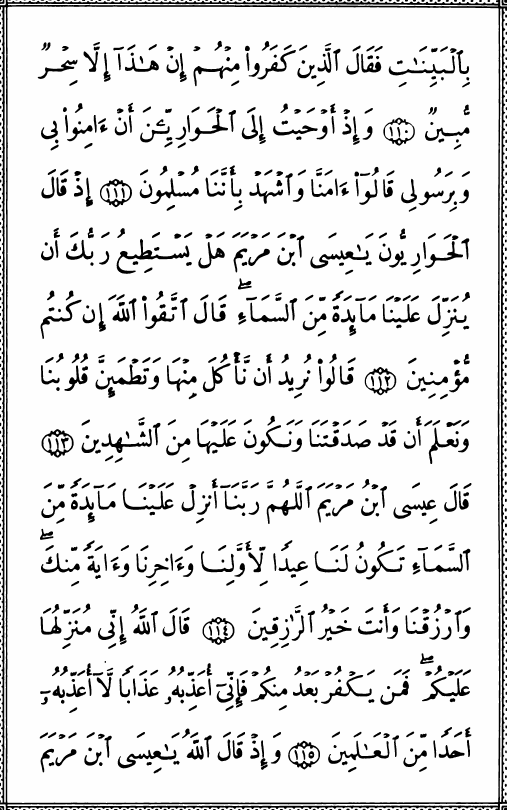 بِٱلۡبَيِّنَٰتِ فَقَالَ ٱلَّذِينَ كَفَرُواْ مِنۡهُمۡ إِنۡ هَٰذَآ إِلَّا سِحۡرٞ
مُّبِينٞ ١١٠ وَإِذۡ أَوۡحَيۡتُ إِلَى ٱلۡحَوَارِيِّـۧنَ أَنۡ ءَامِنُواْ بِي
وَبِرَسُولِي قَالُوٓاْ ءَامَنَّا وَٱشۡهَدۡ بِأَنَّنَا مُسۡلِمُونَ ١١١ إِذۡ قَالَ
ٱلۡحَوَارِيُّونَ يَٰعِيسَى ٱبۡنَ مَرۡيَمَ هَلۡ يَسۡتَطِيعُ رَبُّكَ أَن
يُنَزِّلَ عَلَيۡنَا مَآئِدَةٗ مِّنَ ٱلسَّمَآءِۖ قَالَ ٱتَّقُواْ ٱللَّهَ إِن كُنتُم
مُّؤۡمِنِينَ ١١٢ قَالُواْ نُرِيدُ أَن نَّأۡكُلَ مِنۡهَا وَتَطۡمَئِنَّ قُلُوبُنَا
وَنَعۡلَمَ أَن قَدۡ صَدَقۡتَنَا وَنَكُونَ عَلَيۡهَا مِنَ ٱلشَّٰهِدِينَ ١١٣
قَالَ عِيسَى ٱبۡنُ مَرۡيَمَ ٱللَّهُمَّ رَبَّنَآ أَنزِلۡ عَلَيۡنَا مَآئِدَةٗ مِّنَ
ٱلسَّمَآءِ تَكُونُ لَنَا عِيدٗا لِّأَوَّلِنَا وَءَاخِرِنَا وَءَايَةٗ مِّنكَۖ
وَٱرۡزُقۡنَا وَأَنتَ خَيۡرُ ٱلرَّٰزِقِينَ ١١٤ قَالَ ٱللَّهُ إِنِّي مُنَزِّلُهَا
عَلَيۡكُمۡۖ فَمَن يَكۡفُرۡ بَعۡدُ مِنكُمۡ فَإِنِّيٓ أُعَذِّبُهُۥ عَذَابٗا لَّآ أُعَذِّبُهُۥٓ
أَحَدٗا مِّنَ ٱلۡعَٰلَمِينَ ١١٥ وَإِذۡ قَالَ ٱللَّهُ يَٰعِيسَى ٱبۡنَ مَرۡيَمَ